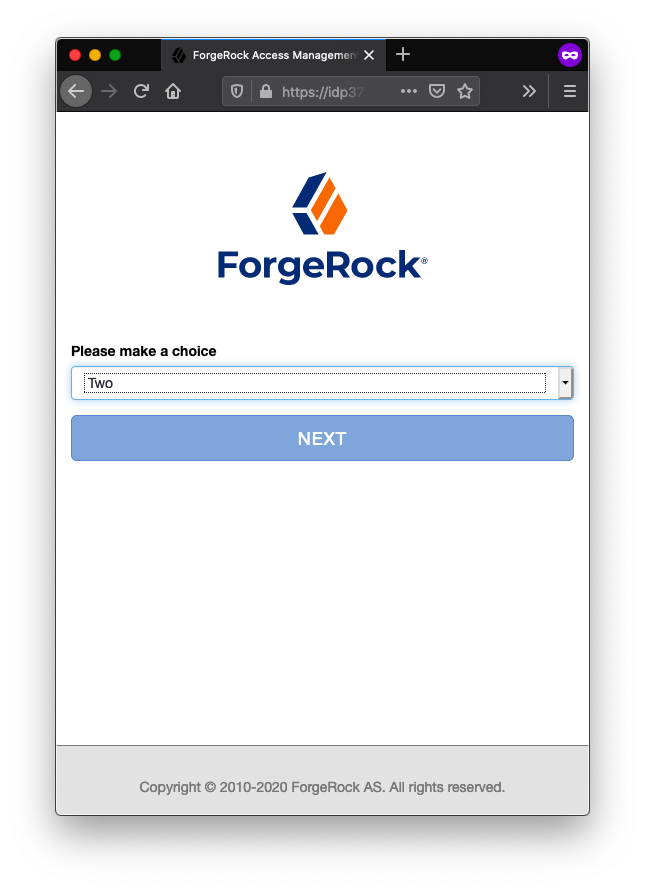 ForgeRock Access Management
https://idp37
ForgeRock®
Please make a choice
Two
NEXT
Copyright © 2010-2020 ForgeRock AS. All rights reserved.